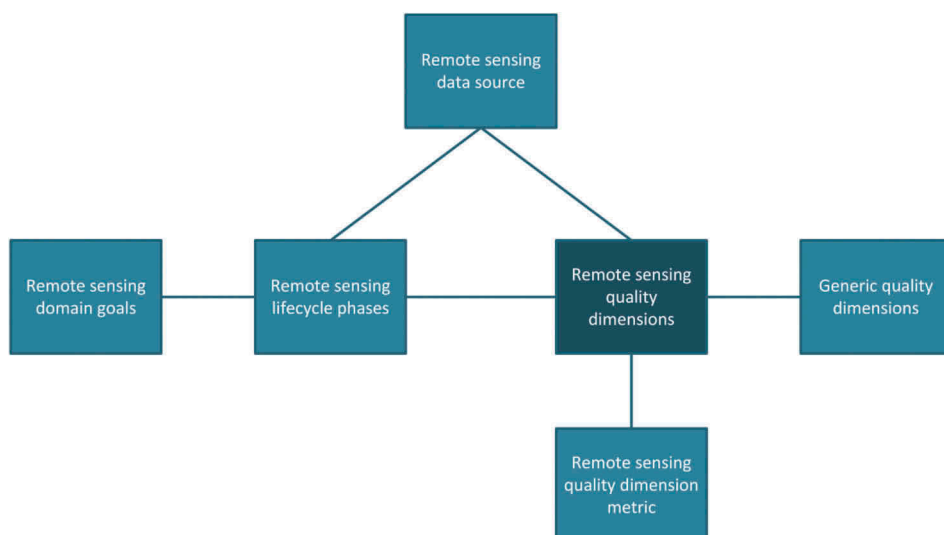 Remote sensing
data source
Remote sensing
domain goals
Remote sensing
lifecycle phases
Remote sensing
quality
dimensions
Generic quality
dimensions
Remote sensing
quality dimension
metric